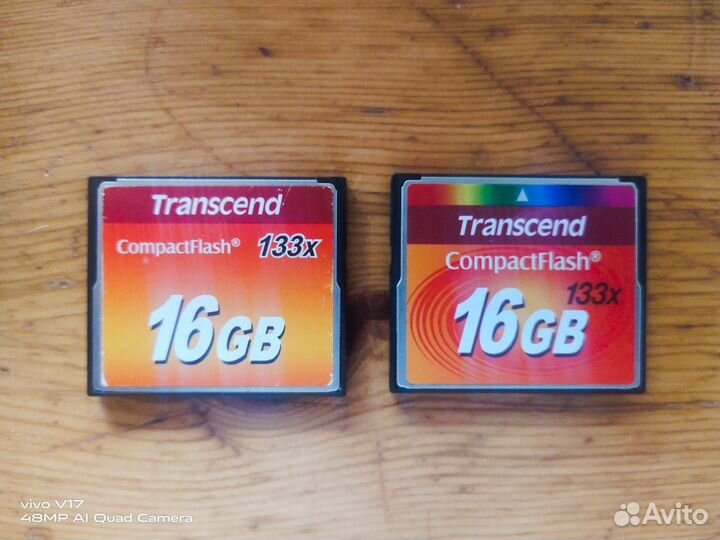 Transcend
CompactFlash® 133x
16GB
Transcend
CompactFlash®
133x
16GB
vivo V17
48MP AI Quad Camera
Avito